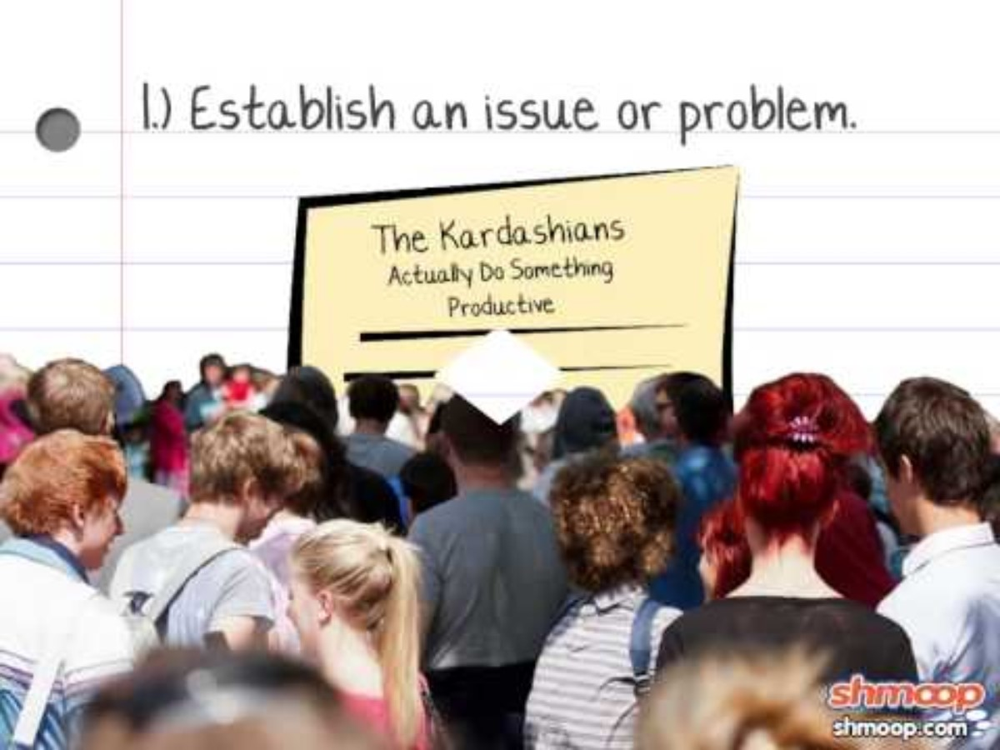 1.) Establish an issue or problem.
The Kardashians
Actually Do Something
Productive
shmoop
shmoop.com